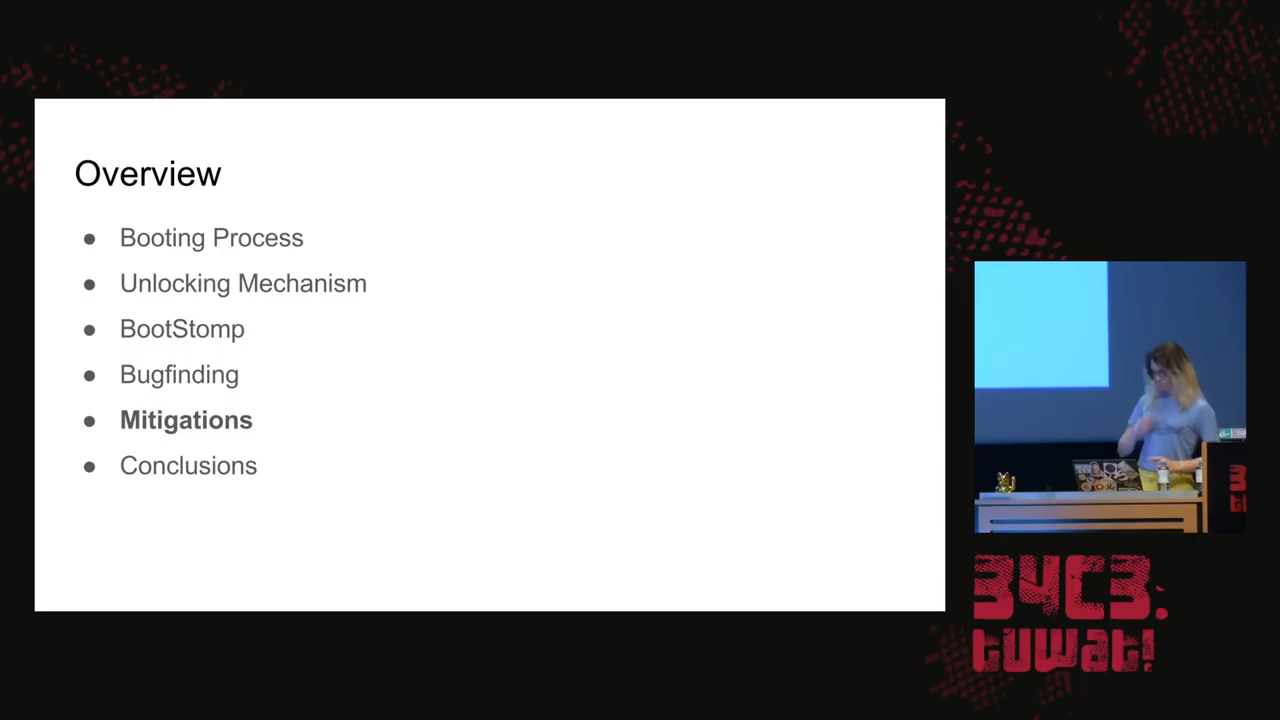 Overview
● Booting Process
● Unlocking Mechanism
● BootStomp
● Bugfinding
● Mitigations
● Conclusions
34C3.
tuwat!